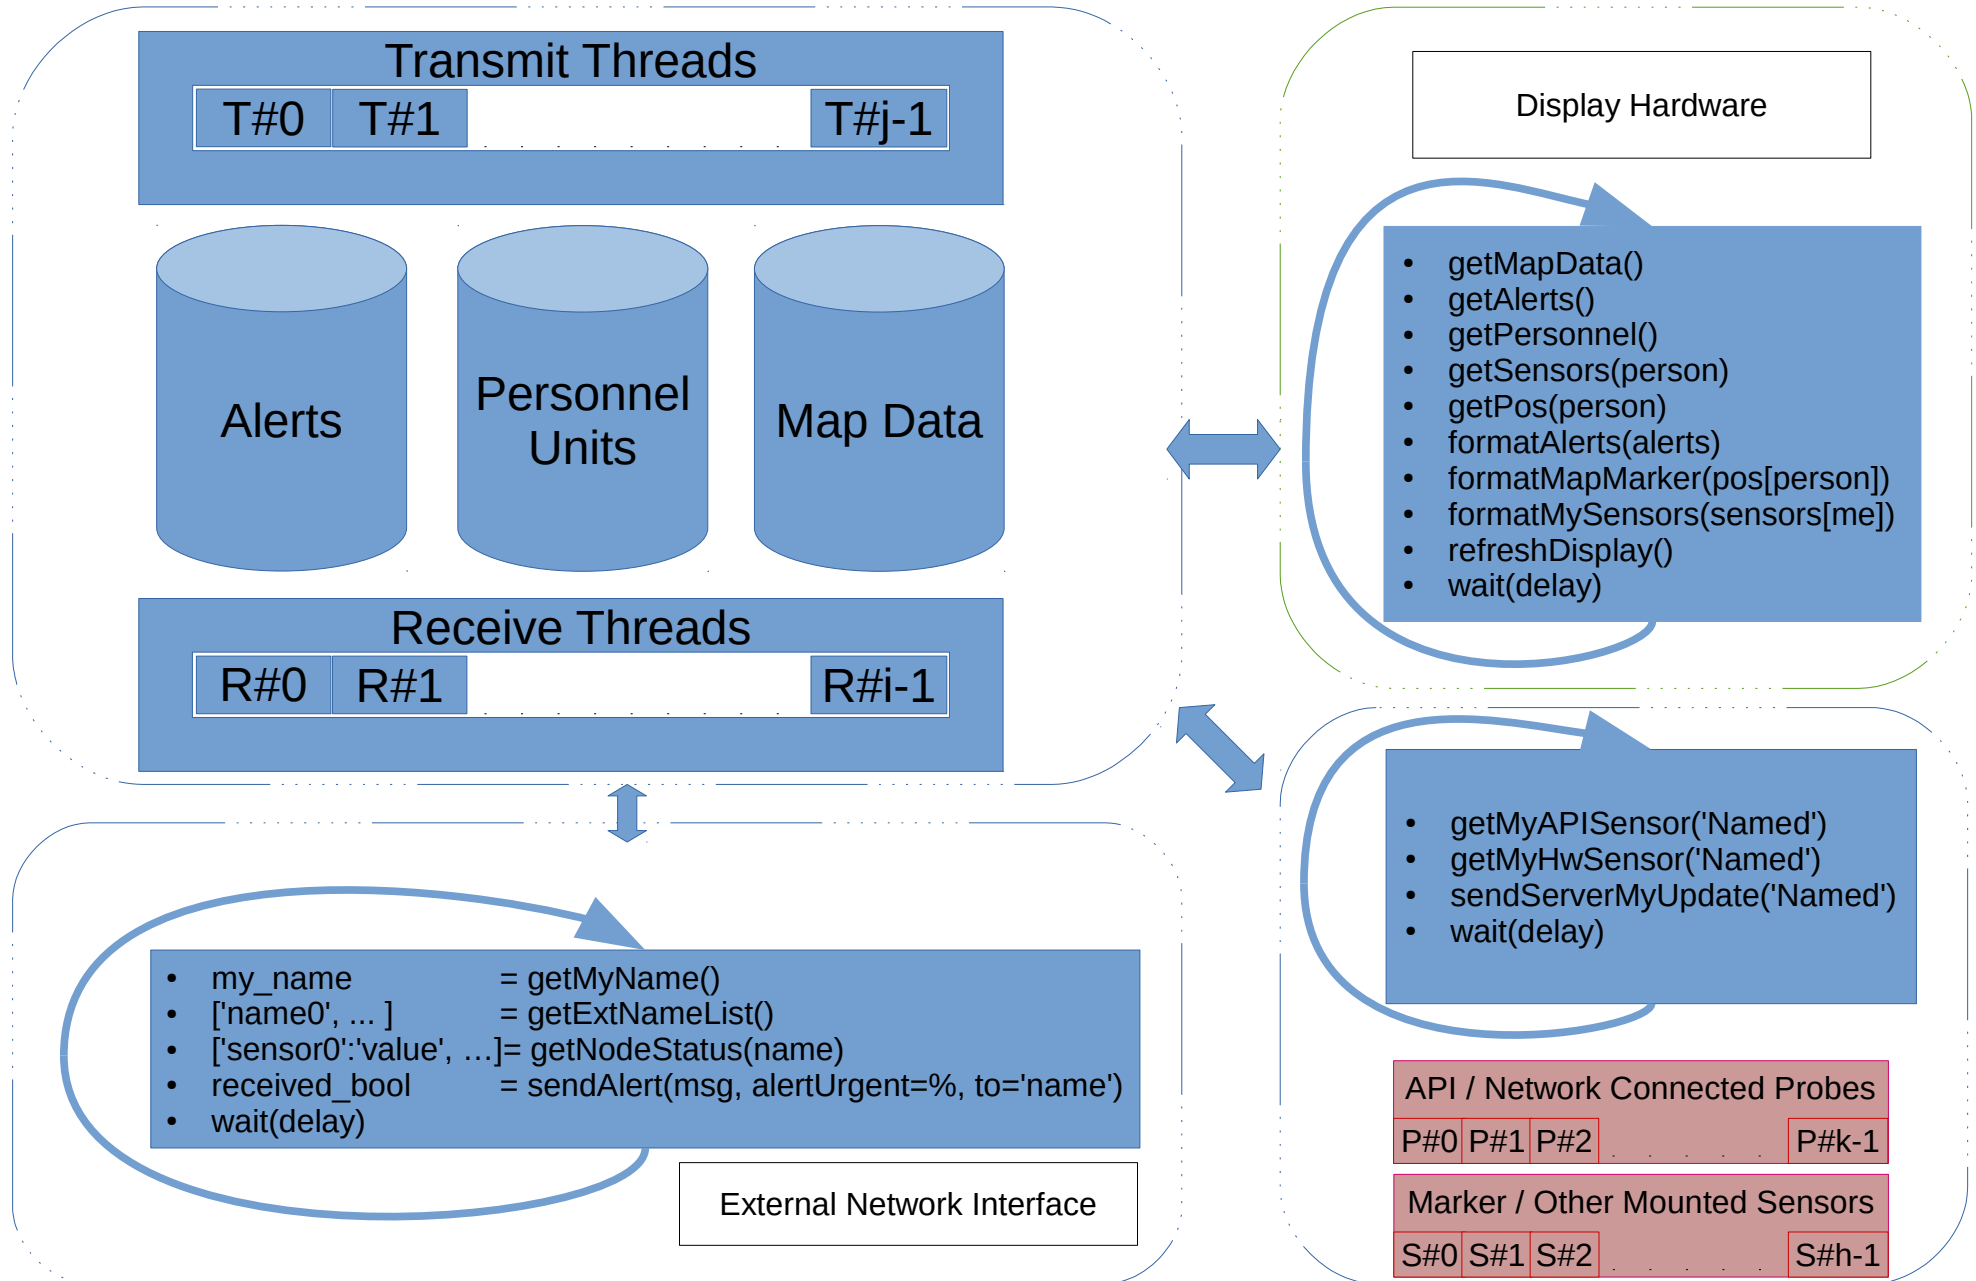 Transmit Threads
T#0 T#1 . . . . . . . . . T#j-1
Alerts
Personnel
Units
Map Data
Receive Threads
R#0 R#1 . . . . . . . . . R#i-1
Display Hardware
• getMapData()
• getAlerts()
• getPersonnel()
• getSensors(person)
• getPos(person)
• formatAlerts(alerts)
• formatMapMarker(pos[person])
• formatMySensors(sensors[me])
• refreshDisplay()
• wait(delay)
• my_name = getMyName()
• ['name0', ... ] = getExtNameList()
• ['sensor0':'value', …]= getNodeStatus(name)
• received_bool = sendAlert(msg, alertUrgent=%, to='name')
• wait(delay)
External Network Interface
• getMyAPISensor('Named')
• getMyHwSensor('Named')
• sendServerMyUpdate('Named')
• wait(delay)
API / Network Connected Probes
P#0 P#1 P#2 . . . . . P#k-1
Marker / Other Mounted Sensors
S#0 S#1 S#2 . . . . . S#h-1